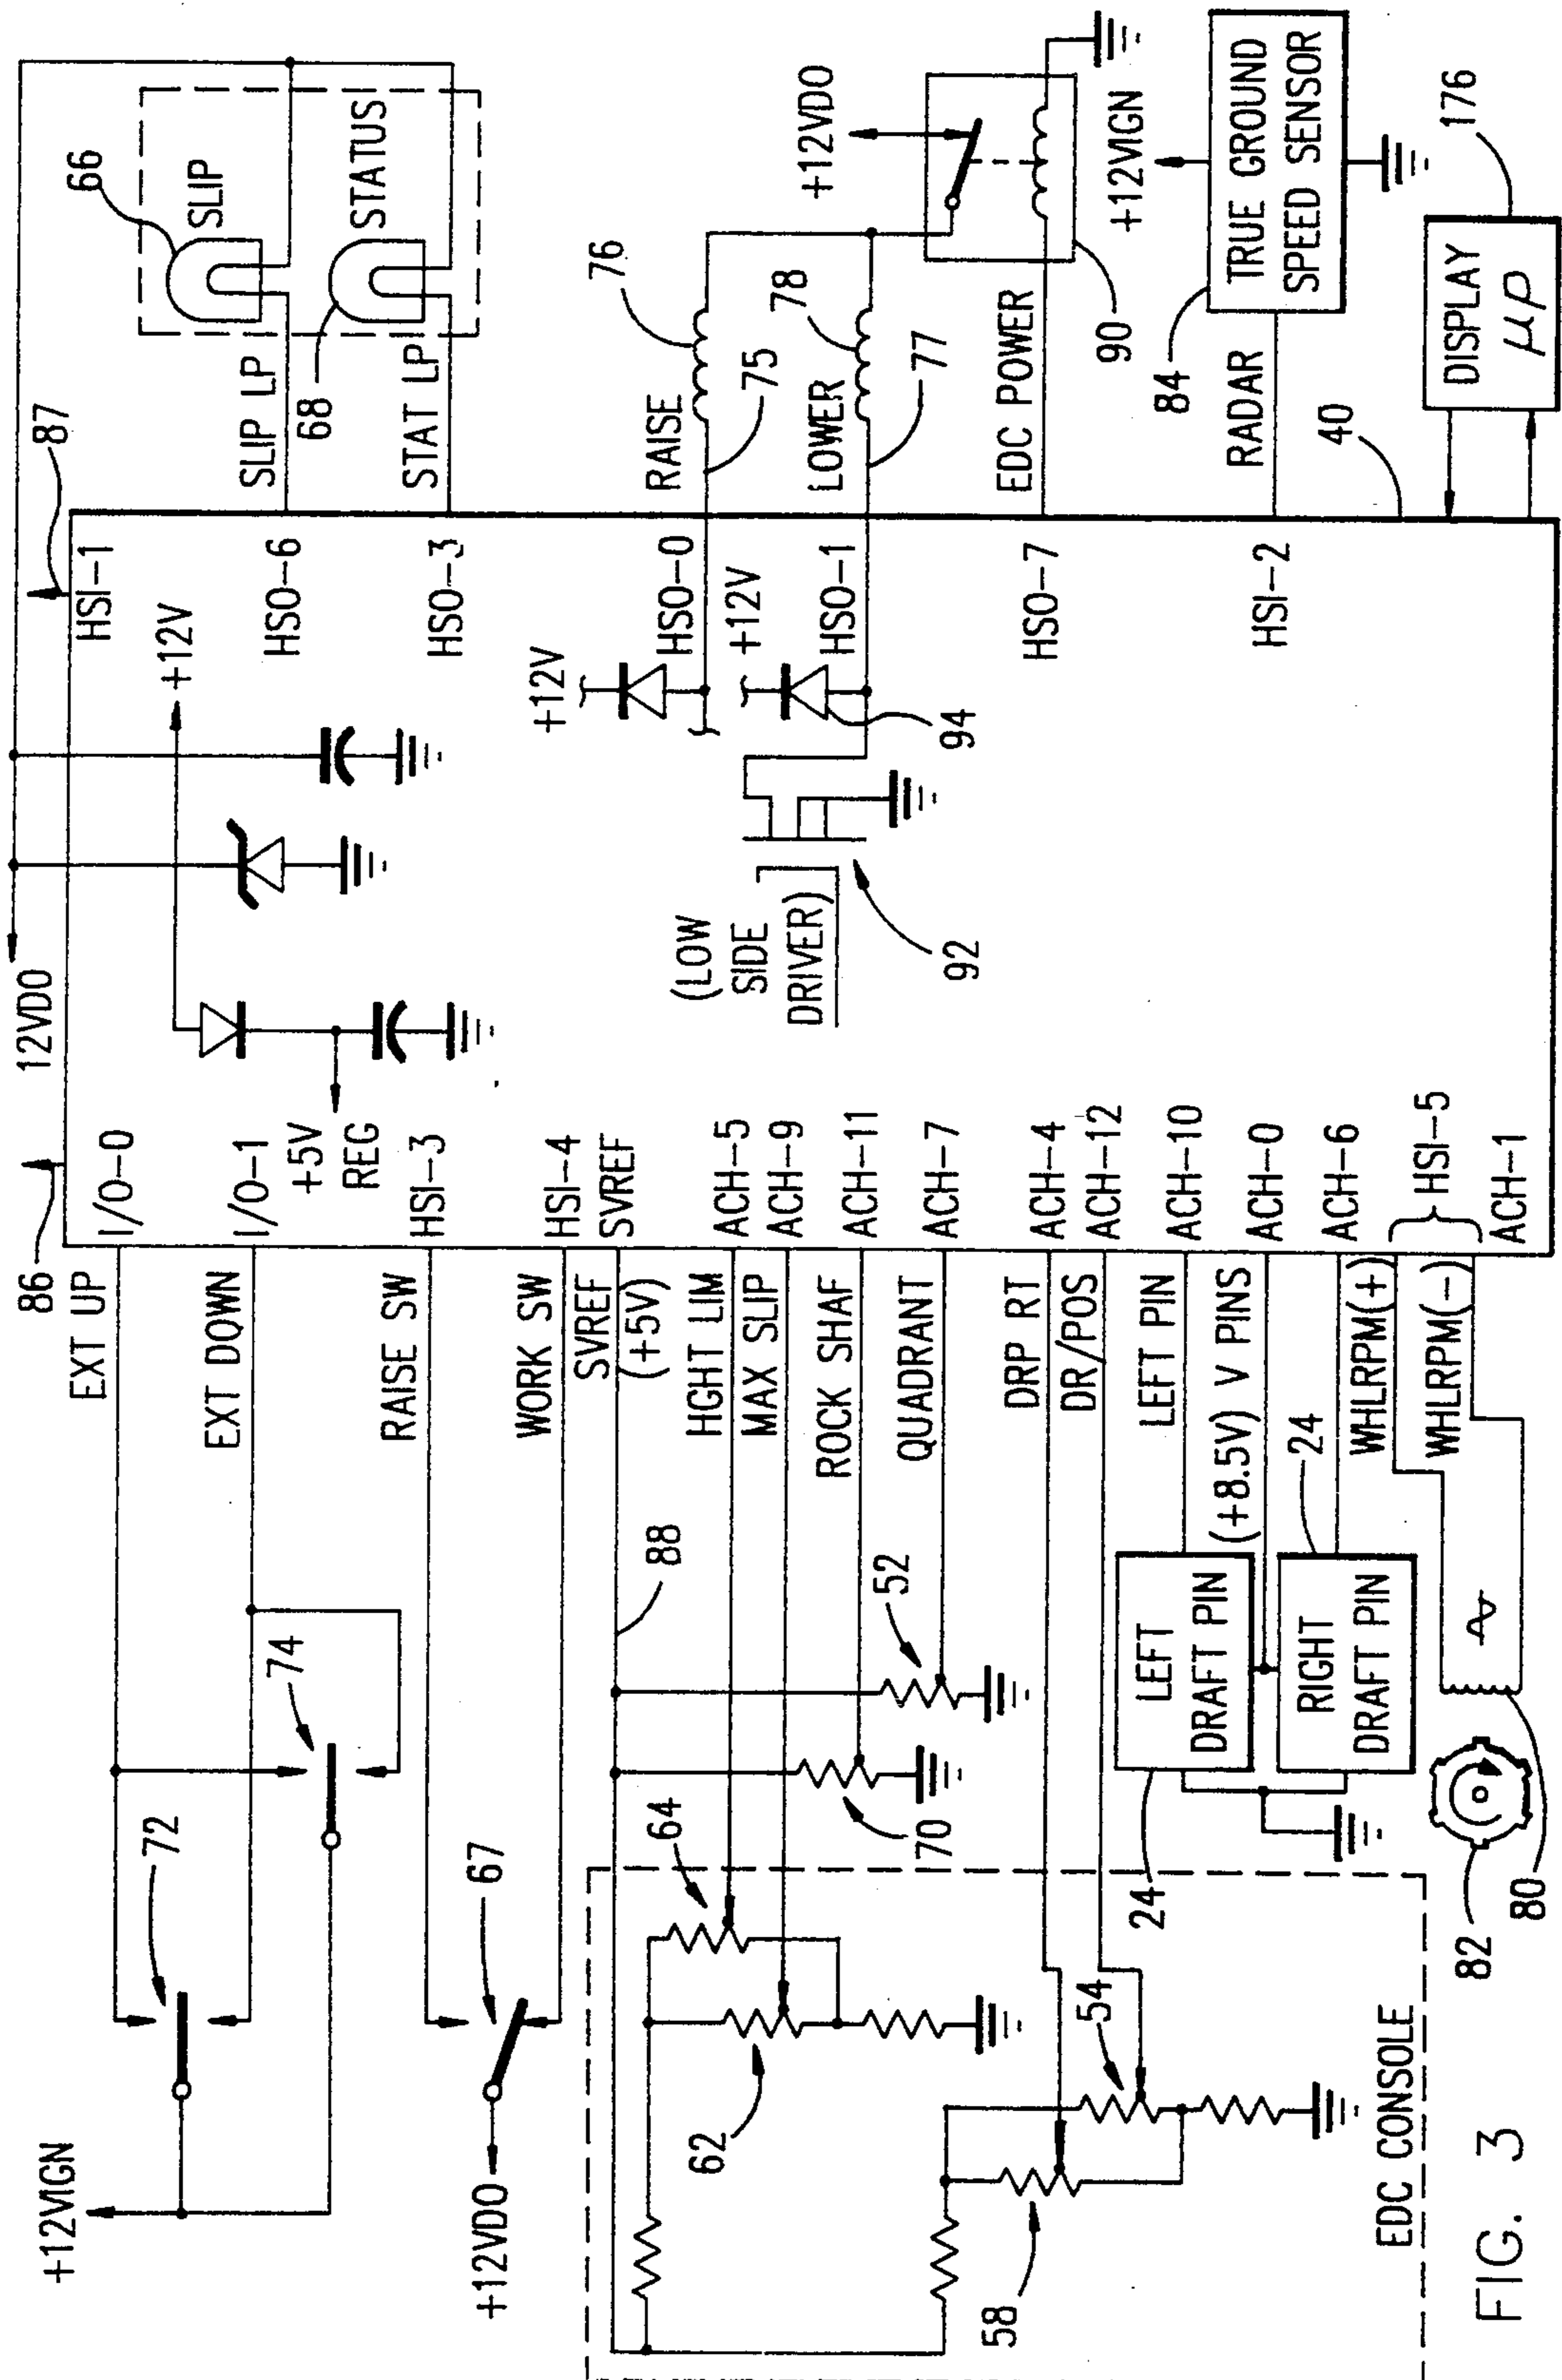 +12VIGN
72
74
EXT UP
EXT DOWN
86
I/O-0
I/O-1
12VDO
+5V
REG
+12V
87
HSI-1
HSO-6
HSO-3
SLIP LP
STAT LP
66
68
SLIP
STATUS
+12VDO
67
RAISE SW
WORK SW
HSI-3
HSI-4
SVREF
(+5V)
SVREF
88
62
64
70
52
HGHT LIM
MAX SLIP
ROCK SHAF
QUADRANT
ACH-5
ACH-9
ACH-11
ACH-7
(LOW
SIDE
DRIVER)
92
94
+12V
+12V
HSO-0
HSO-1
RAISE
LOWER
75
76
77
78
+12VDO
58
54
DRP RT
DR/POS
ACH-4
ACH-12
HSO-7
EDC POWER
90
+12VIGN
24
LEFT
DRAFT PIN
LEFT PIN
ACH-10
(+8.5V) V PINS
ACH-0
RIGHT
DRAFT PIN
24
ACH-6
HSI-2
RADAR
84
TRUE GROUND
SPEED SENSOR
EDC CONSOLE
82
80
WHLRPM(+)
WHLRPM(-)
HSI-5
ACH-1
40
DISPLAY
μP
176
FIG. 3